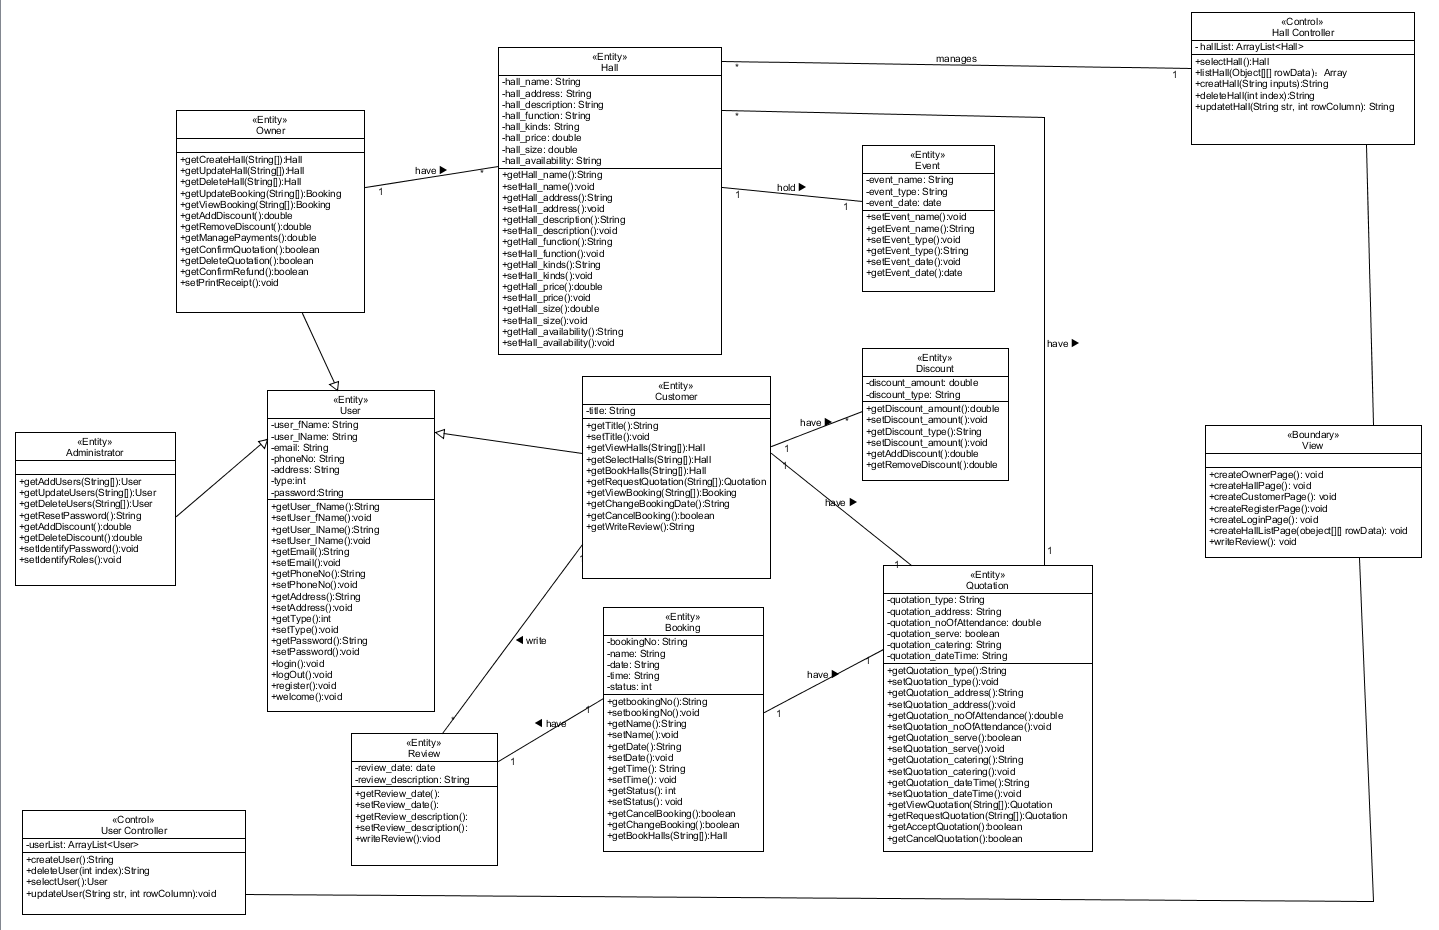 «Control»
Hall Controller
- hallList: ArrayList<Hall>
+selectHall():Hall
+listHall(Object[][] rowData): Array
+creatHall(String inputs):String
+deleteHall(int index):String
+updatetHall(String str, int rowColumn): String
«Entity»
Hall
-hall_name: String
-hall_address: String
-hall_description: String
-hall_function: String
-hall_kinds: String
-hall_price: double
-hall_size: double
-hall_availability: String
+getHall_name():String
+setHall_name():void
+getHall_address():String
+setHall_address():void
+getHall_description():String
+setHall_description():void
+getHall_function():String
+setHall_function():void
+getHall_kinds():String
+setHall_kinds():void
+getHall_price():double
+setHall_price():void
+getHall_size():double
+setHall_size():void
+getHall_availability():String
+setHall_availability():void
manages
*
1
*
have ▶
1
«Entity»
Owner
+getCreateHall(String[]):Hall
+getUpdateHall(String[]):Hall
+getDeleteHall(String[]):Hall
+getUpdateBooking(String[]):Booking
+getViewBooking(String[]):Booking
+getAddDiscount():double
+getRemoveDiscount():double
+getManagePayments():double
+getConfirmQuotation():boolean
+getDeleteQuotation():boolean
+getConfirmRefund():boolean
+setPrintReceipt():void
have ▶
1
*
hold ▶
1
1
«Entity»
Event
-event_name: String
-event_type: String
-event_date: date
+setEvent_name():void
+getEvent_name():String
+setEvent_type():void
+getEvent_type():String
+setEvent_date():void
+getEvent_date():date
«Entity»
Discount
-discount_amount: double
-discount_type: String
+getDiscount_amount():double
+setDiscount_amount():void
+getDiscount_type():String
+setDiscount_amount():void
+getAddDiscount():double
+getRemoveDiscount():double
«Entity»
Customer
-title: String
+getTitle():String
+setTitle():void
+getViewHalls(String[]):Hall
+getSelectHalls(String[]):Hall
+getBookHalls(String[]):Hall
+getRequestQuotation(String[]):Quotation
+getViewBooking(String[]):Booking
+getChangeBookingDate():String
+getCancelBooking():boolean
+getWriteReview():String
have ▶
1
*
1
have ▶
1
«Entity»
User
-user_fName: String
-user_lName: String
-email: String
-phoneNo: String
-address: String
-type:int
-password:String
+getUser_fName():String
+setUser_fName():void
+getUser_lName():String
+setUser_lName():void
+getEmail():String
+setEmail():void
+getPhoneNo():String
+setPhoneNo():void
+getAddress():String
+setAddress():void
+getType():int
+setType():void
+getPassword():String
+setPassword():void
+login():void
+logOut():void
+register():void
+welcome():void
«Entity»
Administrator
+getAddUsers(String[]):User
+getUpdateUsers(String[]):User
+getDeleteUsers(String[]):User
+getResetPassword():String
+getAddDiscount():double
+getDeleteDiscount():double
+setIdentifyPassword():void
+setIdentifyRoles():void
«Boundary»
View
+createOwnerPage(): void
+createHallPage(): void
+createCustomerPage(): void
+createRegisterPage():void
+createLoginPage(): void
+createHallListPage(obeject[][] rowData): void
+writeReview(): void
◀ write
*
«Entity»
Booking
-bookingNo: String
-name: String
-date: String
-time: String
-status: int
+getbookingNo():String
+setbookingNo():void
+getName():String
+setName():void
+getDate():String
+setDate():void
+getTime(): String
+setTime(): void
+getStatus(): int
+setStatus(): void
+getCancelBooking():boolean
+getChangeBooking():boolean
+getBookHalls(String[]):Hall
have ▶
1
1
◀ have
1
1
«Entity»
Quotation
-quotation_type: String
-quotation_address: String
-quotation_noOfAttendance: double
-quotation_serve: boolean
-quotation_catering: String
-quotation_dateTime: String
+getQuotation_type():String
+setQuotation_type():void
+getQuotation_address():String
+setQuotation_address():void
+getQuotation_noOfAttendance():double
+setQuotation_noOfAttendance():void
+getQuotation_serve():boolean
+setQuotation_serve():void
+getQuotation_catering():String
+setQuotation_catering():void
+getQuotation_dateTime():String
+setQuotation_dateTime():void
+getViewQuotation(String[]):Quotation
+getRequestQuotation(String[]):Quotation
+getAcceptQuotation():boolean
+getCancelQuotation():boolean
«Entity»
Review
-review_date: date
-review_description: String
+getReview_date():
+setReview_date():
+getReview_description():
+setReview_description():
+writeReview():viod
«Control»
User Controller
-userList: ArrayList<User>
+createUser():String
+deleteUser(int index):String
+selectUser():User
+updateUser(String str, int rowColumn):void